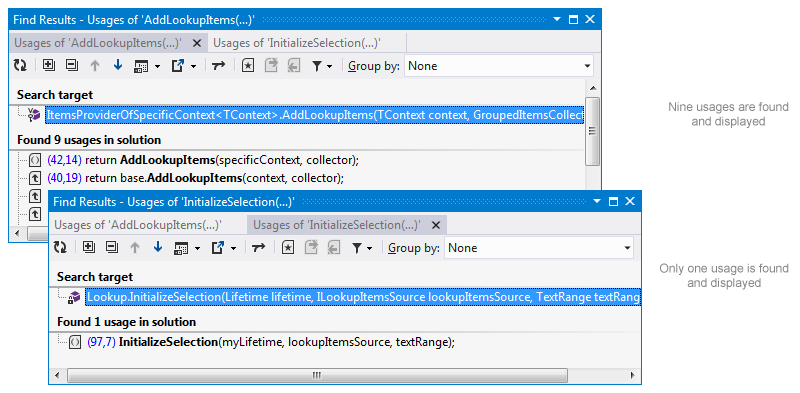 Find Results - Usages of 'AddLookupItems(...)'
Usages of 'AddLookupItems(...)' Usages of 'InitializeSelection(...)'
Group by: None
Search target
ItemsProviderOfSpecificContext<TContext>.AddLookupItems(TContext context, GroupedItemsCollect
Found 9 usages in solution
(42,14) return AddLookupItems(specificContext, collector);
(40,19) return base.AddLookupItems(context, collector);
Nine usages are found
and displayed
Find Results - Usages of 'InitializeSelection(...)'
Usages of 'AddLookupItems(...)' Usages of 'InitializeSelection(...)'
Group by: None
Search target
Lookup.InitializeSelection(Lifetime lifetime, ILookupItemsSource lookupItemsSource, TextRange textRang
Found 1 usage in solution
(97,7) InitializeSelection(myLifetime, lookupItemsSource, textRange);
Only one usage is found
and displayed